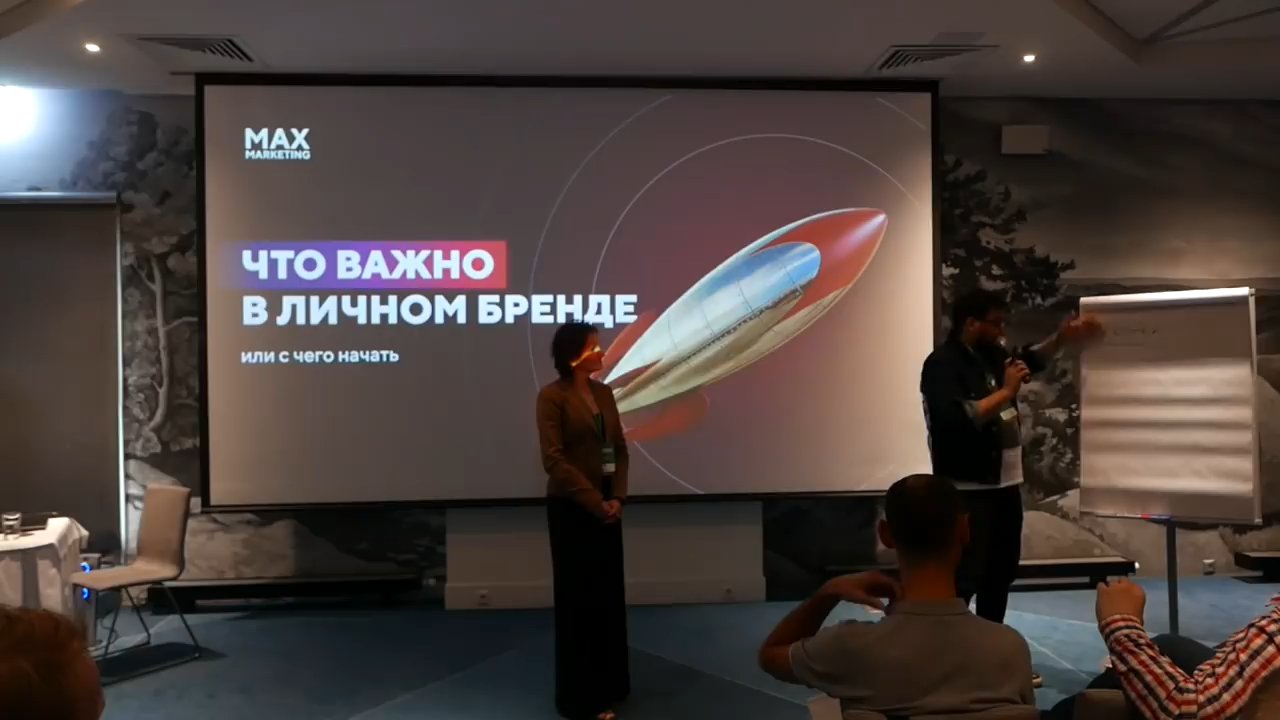 MAX
MARKETING
ЧТО ВАЖНО
В ЛИЧНОМ БРЕНДЕ
или с чего начать